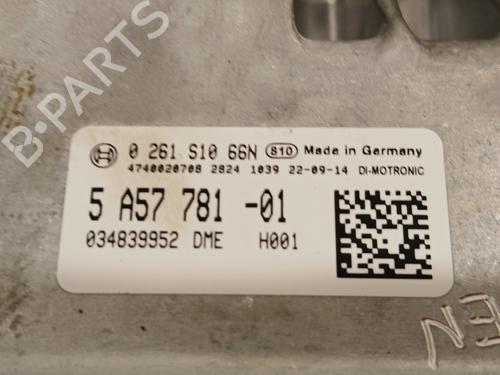 0 261 S10 66N 810 Made in Germany
4740020708 2824 1039 22-09-14 DI-MOTRONIC
5 A57 781 -01
034839952 DME H001
EN